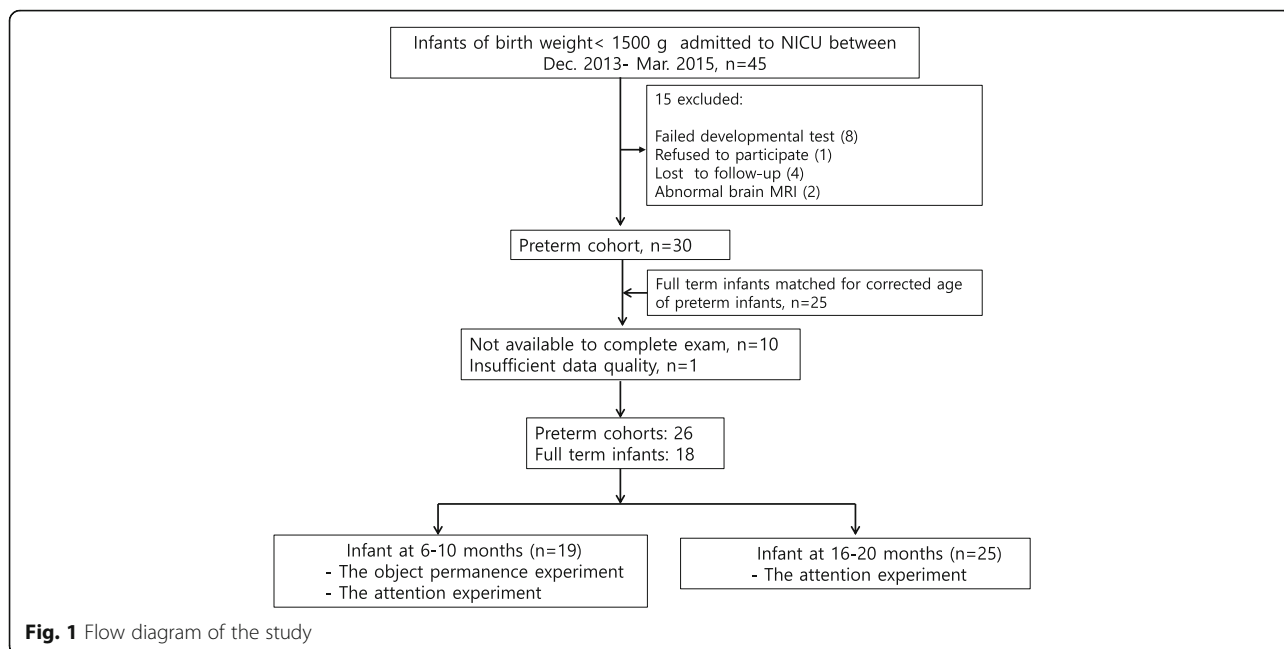 Infants of birth weight< 1500 g admitted to NICU between
Dec. 2013- Mar. 2015, n=45
15 excluded:
Failed developmental test (8)
Refused to participate (1)
Lost to follow-up (4)
Abnormal brain MRI (2)
Preterm cohort, n=30
Full term infants matched for corrected age
of preterm infants, n=25
Not available to complete exam, n=10
Insufficient data quality, n=1
Preterm cohorts: 26
Full term infants: 18
Infant at 6-10 months (n=19)
- The object permanence experiment
- The attention experiment
Infant at 16-20 months (n=25)
- The attention experiment
Fig. 1 Flow diagram of the study